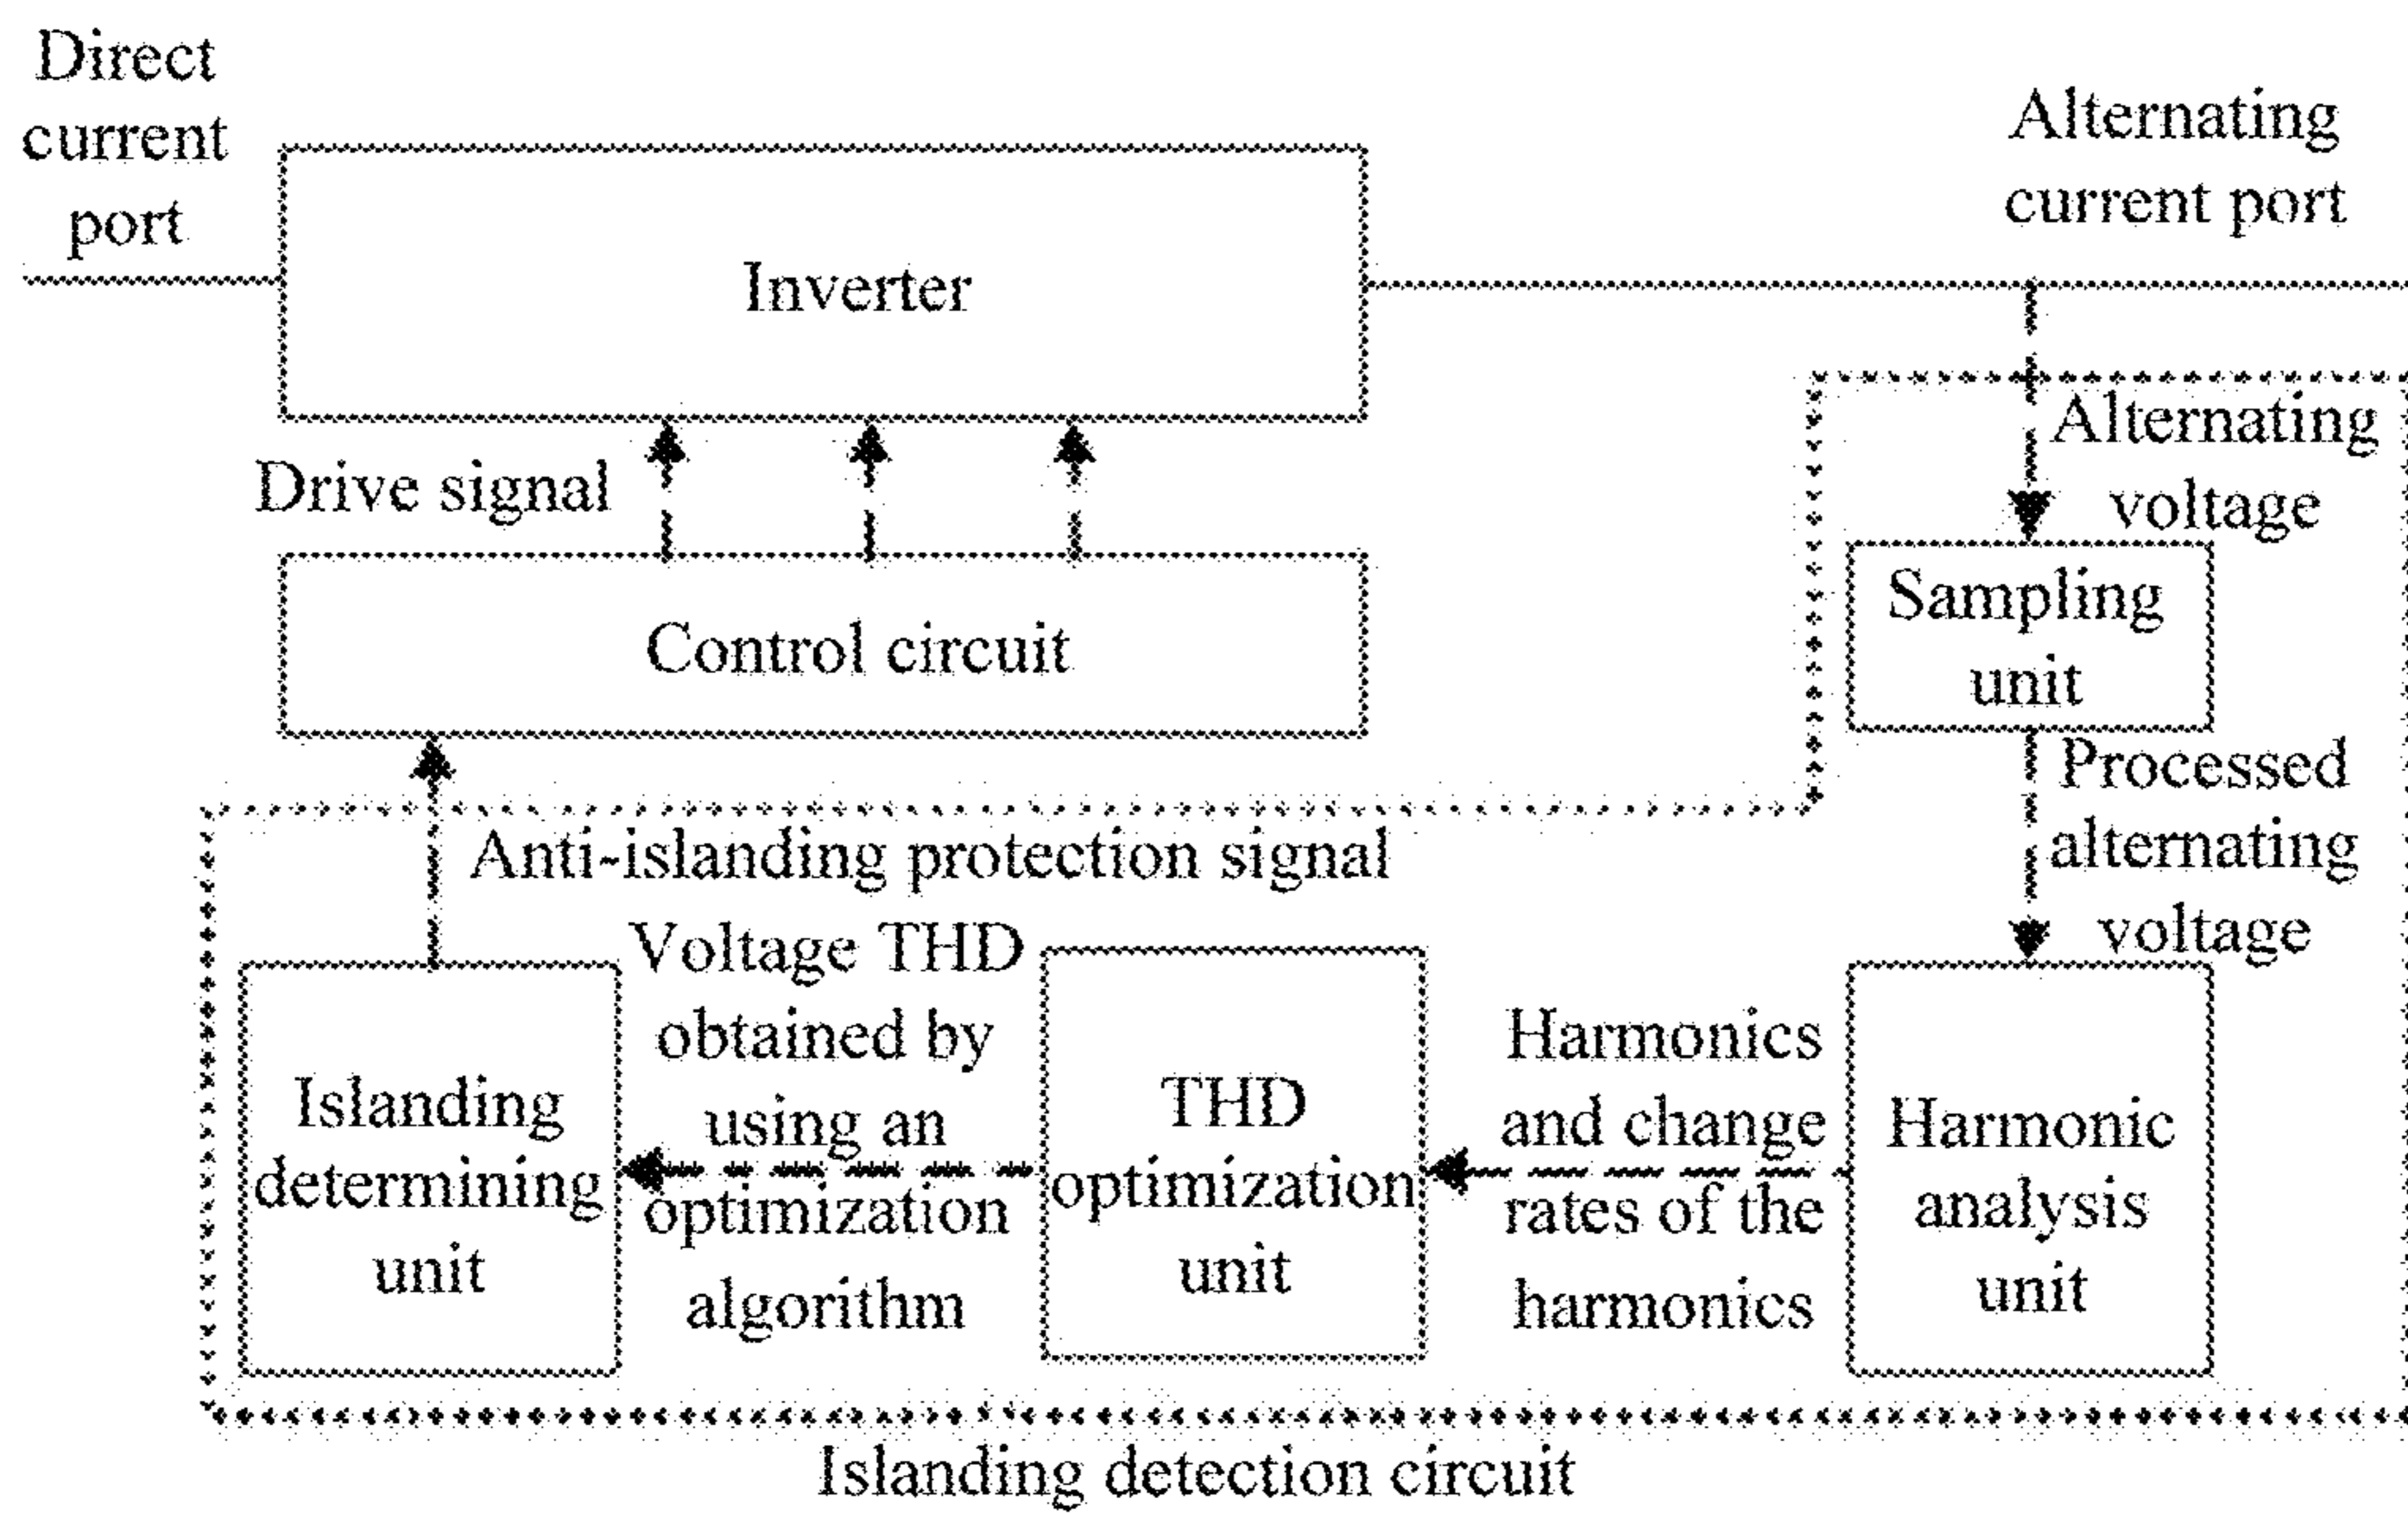 Direct
current
port
Alternating
current port
Inverter
Drive signal
Alternating
voltage
Control circuit
Sampling
unit
Processed
alternating
voltage
Anti-islanding protection signal
Islanding
determining
unit
Voltage THD
obtained by
using an
optimization
algorithm
THD
optimization
unit
Harmonics
and change
rates of the
harmonics
Harmonic
analysis
unit
Islanding detection circuit